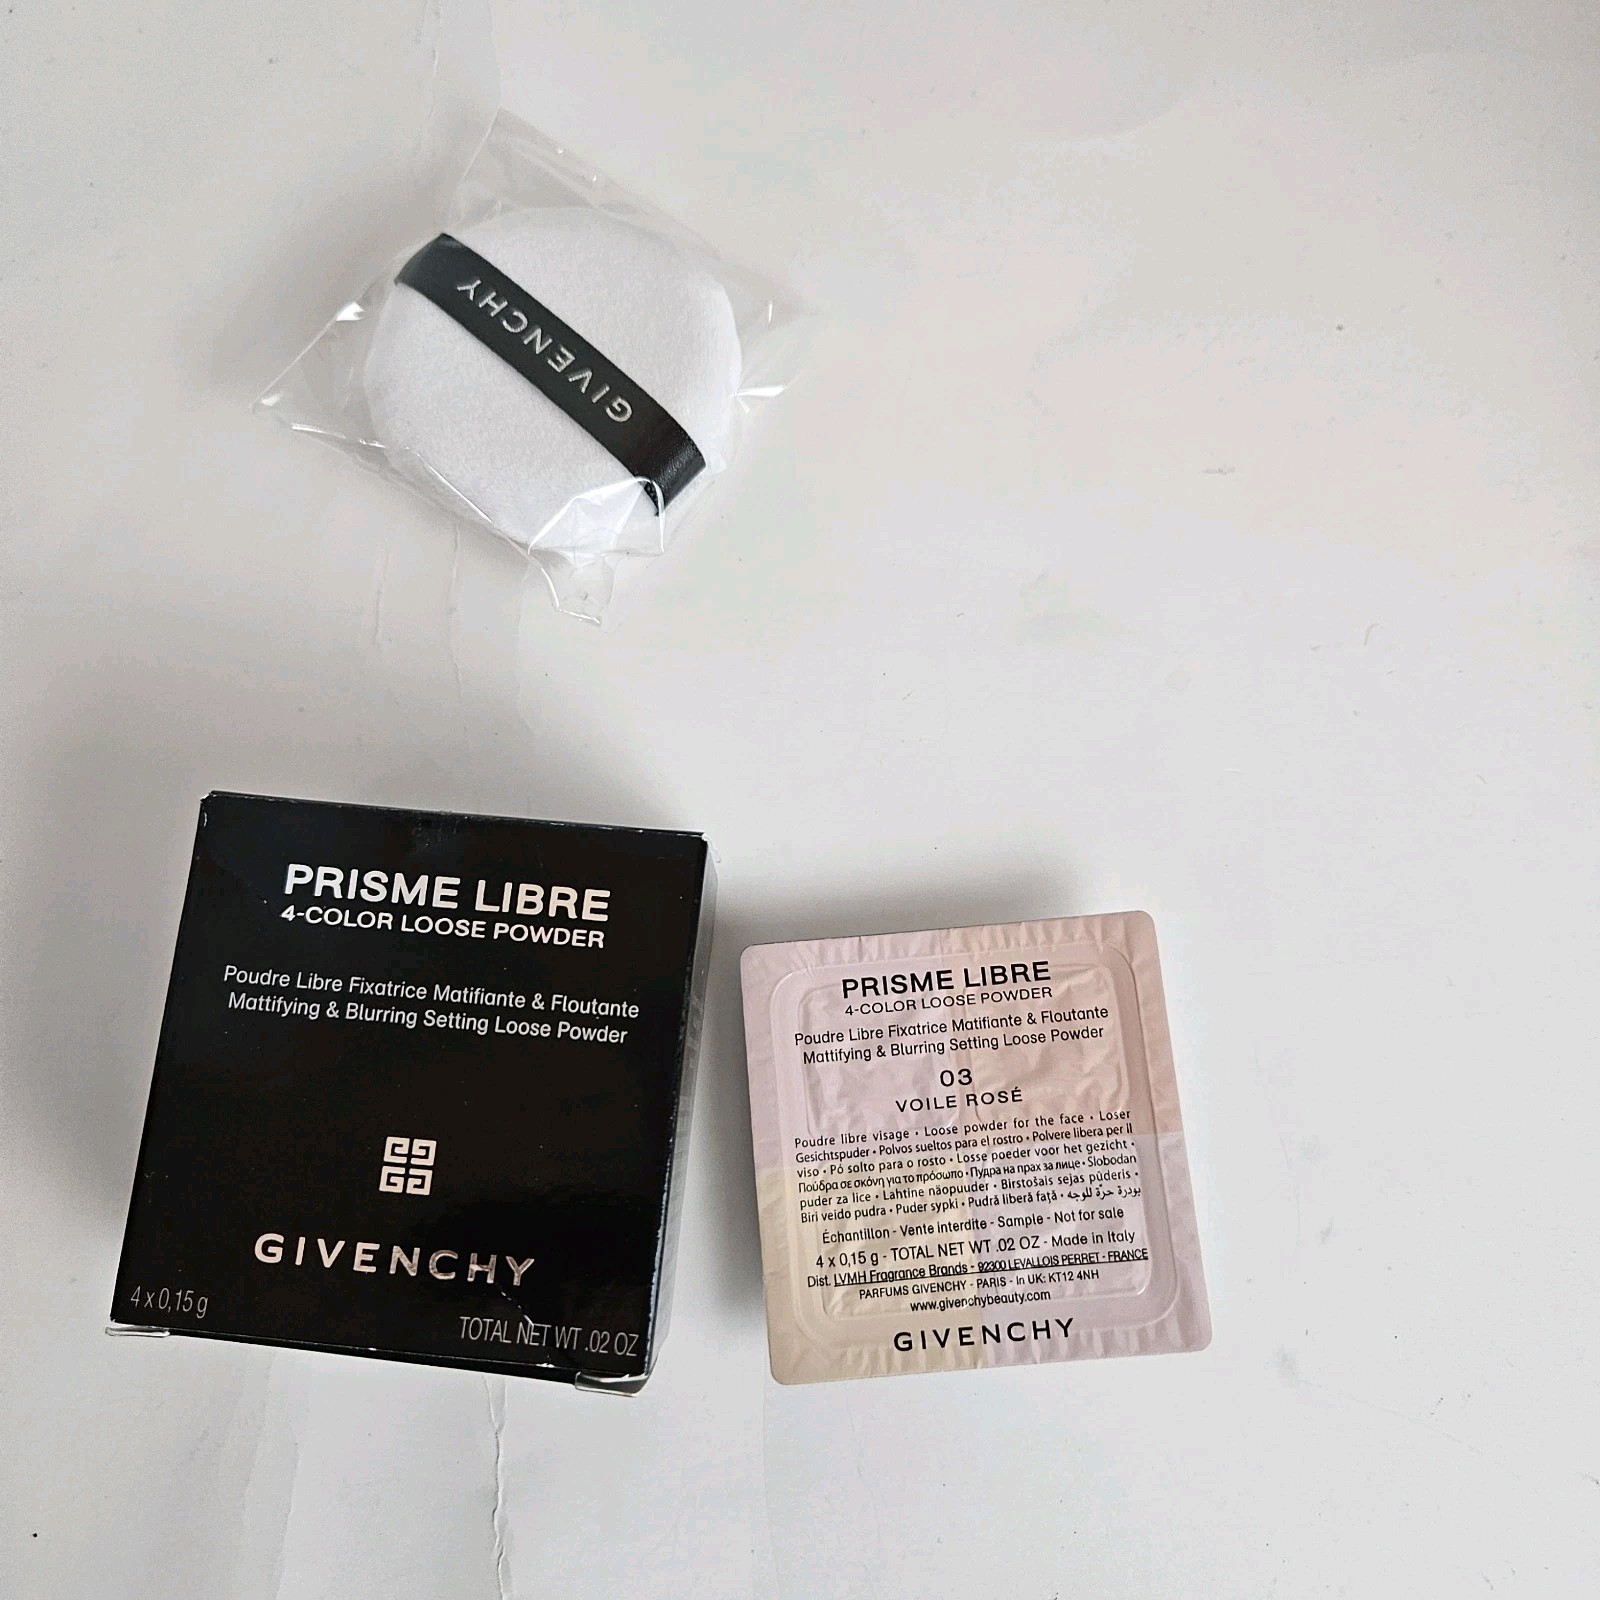 GIVENCHY
PRISME LIBRE
4-COLOR LOOSE POWDER
Poudre Libre Fixatrice Matifiante & Floutante
Mattifying & Blurring Setting Loose Powder
GIVENCHY
4 x 0,15 g
TOTAL NET WT .02 OZ
PRISME LIBRE
4-COLOR LOOSE POWDER
Poudre Libre Fixatrice Matifiante & Floutante
Mattifying & Blurring Setting Loose Powder
03
VOILE ROSÉ
Poudre libre visage • Loose powder for the face • Loser
Gesichtspuder • Polvos sueltos para el rostro • Polvere libera per il
viso • Pó solto para o rosto • Losse poeder voor het gezicht •
Πούδρα σε σκόνη για το πρόσωπο • Пудра на прах за лице • Slobodan
puder za lice • Lahtine näopuuder • Birstošais sejas pūderis •
Biri veido pudra • Puder sypki • Pudră liberă față • بودرة حرّة للوجه
Échantillon - Vente interdite - Sample - Not for sale
4 x 0,15 g - TOTAL NET WT .02 OZ - Made in Italy
Dist. LVMH Fragrance Brands - 92300 LEVALLOIS PERRET - FRANCE
PARFUMS GIVENCHY - PARIS - In UK: KT12 4NH
www.givenchybeauty.com
GIVENCHY